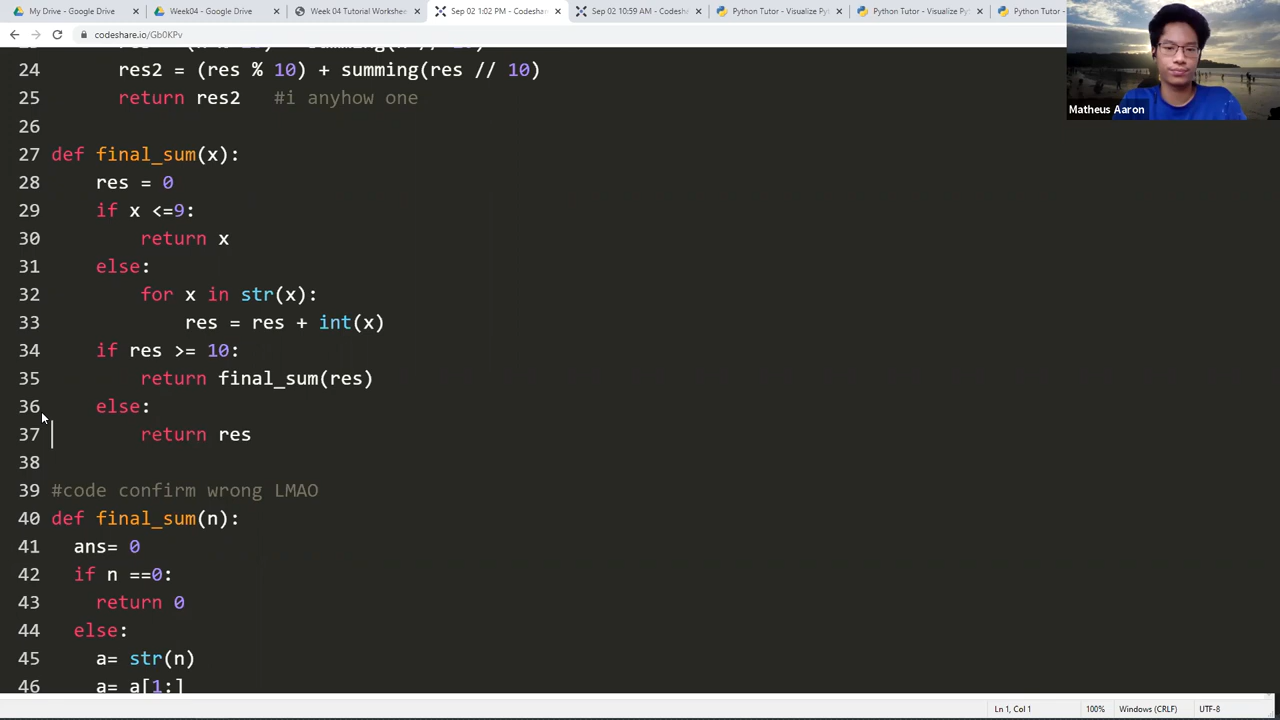 My Drive - Google Drive
Week04 - Google Drive
Week 04 Tutorial Workshe
Sep 02 1:02 PM - Codeshar
Sep 02 10:59 AM - Codesha
Python Tutor - Visualize Py
Python Tutor - Visualize Py
Python Tutor
codeshare.io/Gb0KPv
24 res2 = (res % 10) + summing(res // 10)
25 return res2 #i anyhow one
26
27 def final_sum(x):
28 res = 0
29 if x <=9:
30 return x
31 else:
32 for x in str(x):
33 res = res + int(x)
34 if res >= 10:
35 return final_sum(res)
36 else:
37 return res
38
39 #code confirm wrong LMAO
40 def final_sum(n):
41 ans= 0
42 if n ==0:
43 return 0
44 else:
45 a= str(n)
46 a= a[1:]
Matheus Aaron
Ln 1, Col 1
100%
Windows (CRLF)
UTF-8